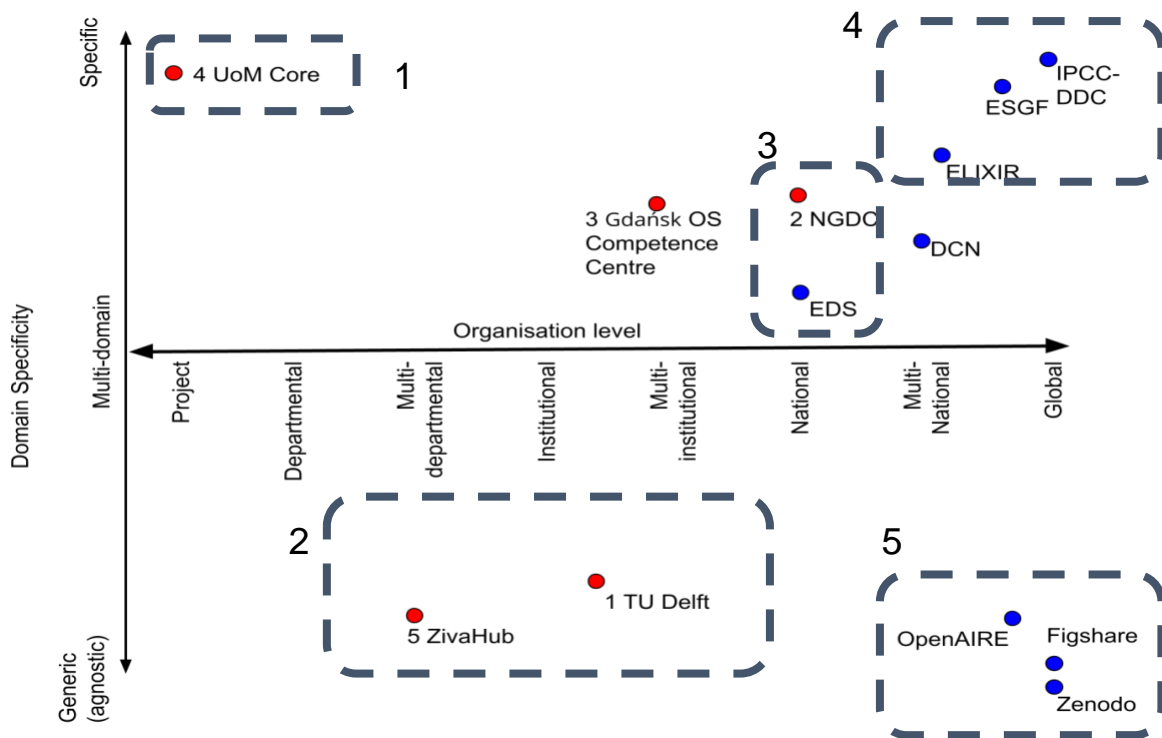 Specific
4 UoM Core
1
4
IPCC-
DDC
ESGF
ELIXIR
3
2 NGDC
3 Gdańsk OS
Competence
Centre
DCN
EDS
Domain Specificity
Multi-domain
Organisation level
Project
Departmental
Multi-
departmental
Institutional
Multi-
institutional
National
Multi-
National
Global
2
1 TU Delft
5 ZivaHub
5
OpenAIRE
Figshare
Zenodo
Generic
(agnostic)